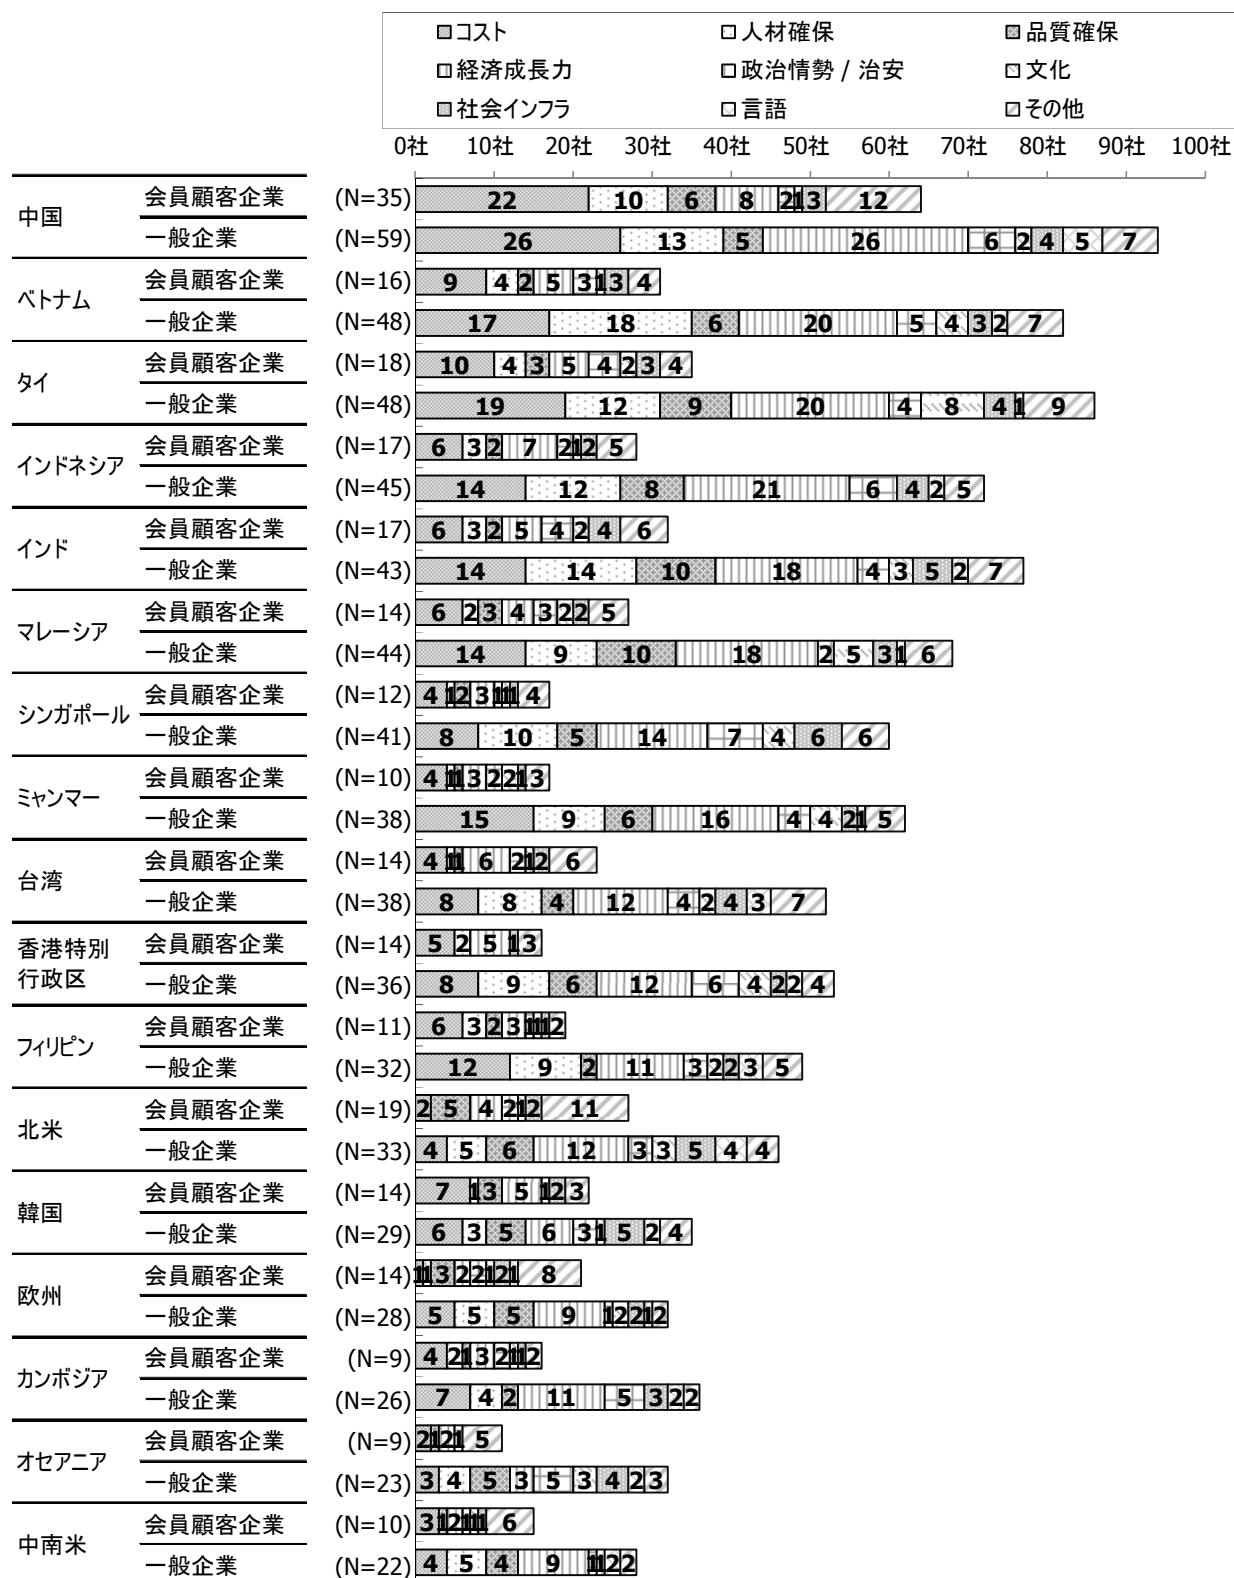 コスト 人材確保 品質確保
経済成長力 政治情勢 / 治安 文化
社会インフラ 言語 その他
0社 10社 20社 30社 40社 50社 60社 70社 80社 90社 100社
中国
会員顧客企業 (N=35) 22 10 6 8 2 1 3 12
一般企業 (N=59) 26 13 5 26 6 2 4 5 7
ベトナム
会員顧客企業 (N=16) 9 4 2 5 3 1 3 4
一般企業 (N=48) 17 18 6 20 5 4 3 2 7
タイ
会員顧客企業 (N=18) 10 4 3 5 4 2 3 4
一般企業 (N=48) 19 12 9 20 4 8 4 1 9
インドネシア
会員顧客企業 (N=17) 6 3 2 7 2 1 2 5
一般企業 (N=45) 14 12 8 21 6 4 2 5
インド
会員顧客企業 (N=17) 6 3 2 5 4 2 4 6
一般企業 (N=43) 14 14 10 18 4 3 5 2 7
マレーシア
会員顧客企業 (N=14) 6 2 3 4 3 2 2 5
一般企業 (N=44) 14 9 10 18 2 5 3 1 6
シンガポール
会員顧客企業 (N=12) 4 1 2 3 1 1 1 4
一般企業 (N=41) 8 10 5 14 7 4 6 6
ミャンマー
会員顧客企業 (N=10) 4 1 1 3 2 2 1 3
一般企業 (N=38) 15 9 6 16 4 4 2 1 5
台湾
会員顧客企業 (N=14) 4 1 1 6 2 1 2 6
一般企業 (N=38) 8 8 4 12 4 2 4 3 7
香港特別
行政区
会員顧客企業 (N=14) 5 2 5 1 3
一般企業 (N=36) 8 9 6 12 6 4 2 2 4
フィリピン
会員顧客企業 (N=11) 6 3 2 3 1 1 1 2
一般企業 (N=32) 12 9 2 11 3 2 2 3 5
北米
会員顧客企業 (N=19) 2 5 4 2 1 2 11
一般企業 (N=33) 4 5 6 12 3 3 5 4 4
韓国
会員顧客企業 (N=14) 7 1 3 5 1 2 3
一般企業 (N=29) 6 3 5 6 3 1 5 2 4
欧州
会員顧客企業 (N=14) 1 1 3 2 2 1 2 1 8
一般企業 (N=28) 5 5 5 9 1 2 2 1 2
カンボジア
会員顧客企業 (N=9) 4 2 1 3 2 1 1 2
一般企業 (N=26) 7 4 2 11 5 3 2 2
オセアニア
会員顧客企業 (N=9) 2 1 2 1 5
一般企業 (N=23) 3 4 5 3 5 3 4 2 3
中南米
会員顧客企業 (N=10) 3 1 2 1 1 1 6
一般企業 (N=22) 4 5 4 9 1 1 2 2